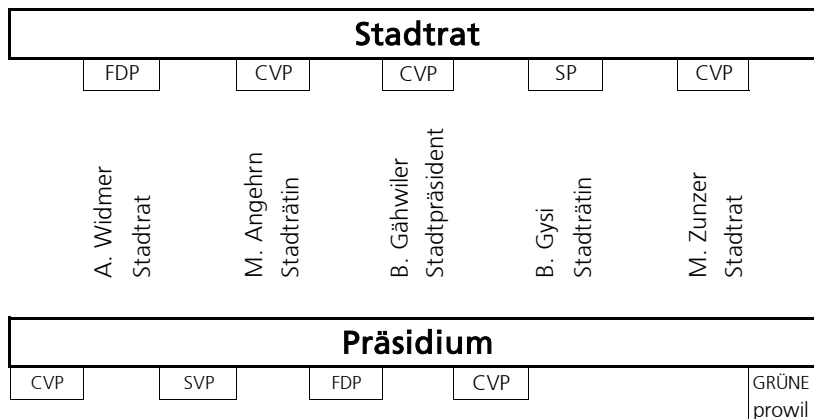 Stadtrat
FDP CVP CVP SP CVP
A. Widmer
Stadtrat
M. Angehrn
Stadträtin
B. Gähwiler
Stadtpräsident
B. Gysi
Stadträtin
M. Zunzer
Stadtrat
Präsidium
CVP SVP FDP CVP GRÜNE
prowil